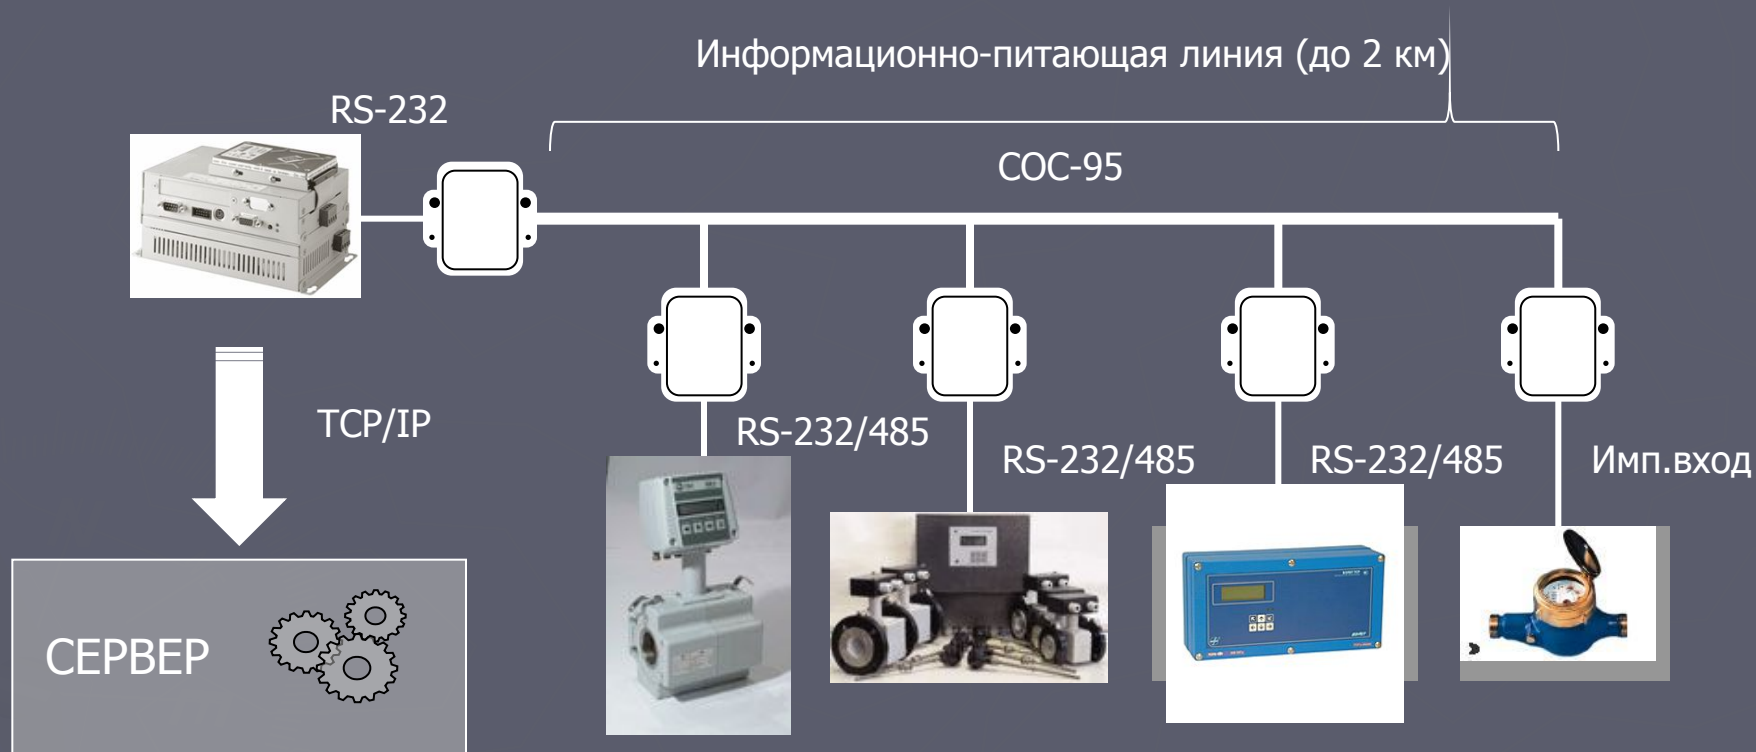 Информационно-питающая линия (до 2 км)
RS-232
СОС-95
TCP/IP
RS-232/485
RS-232/485
RS-232/485
Имп.вход
СЕРВЕР